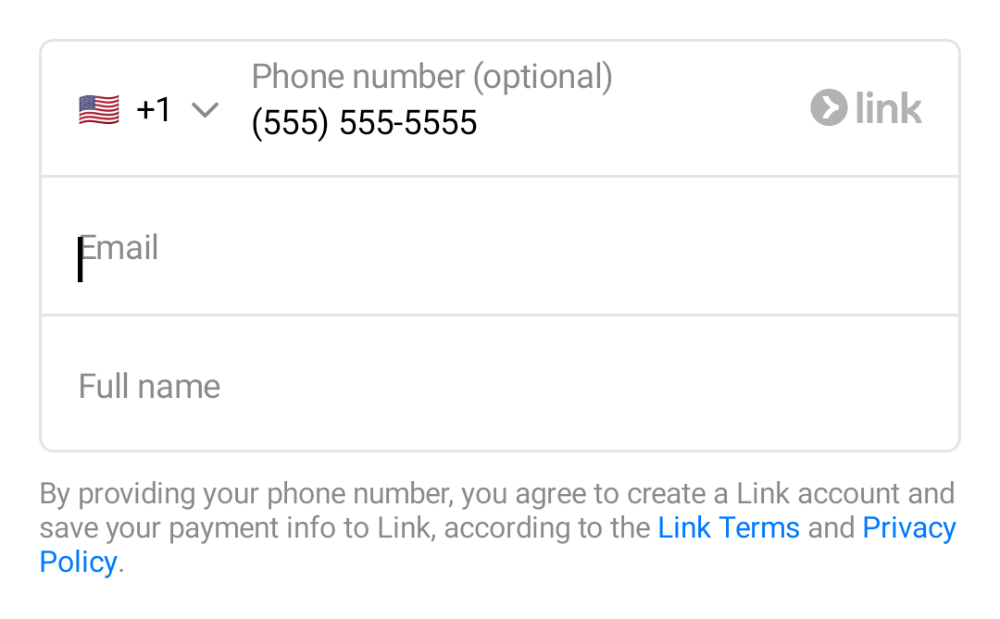 +1
Phone number (optional)
(555) 555-5555
link
Email
Full name
By providing your phone number, you agree to create a Link account and
save your payment info to Link, according to the Link Terms and Privacy
Policy.